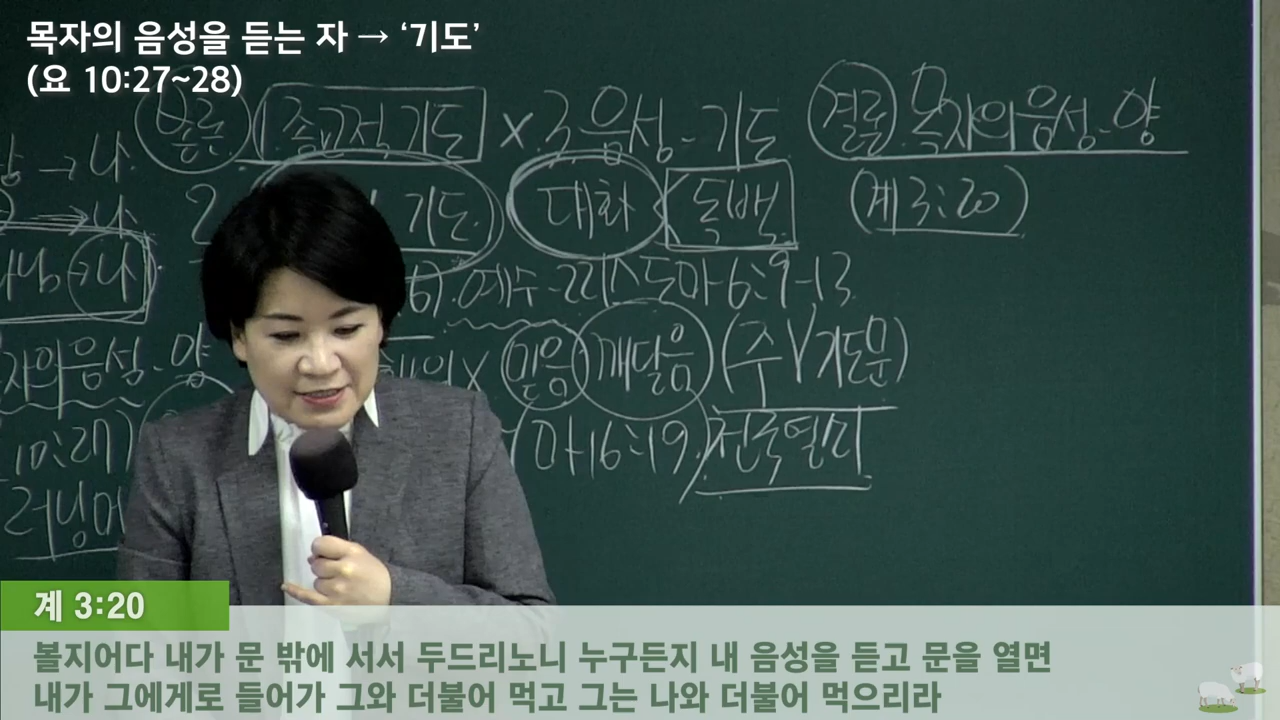 목자의 음성을 듣는 자 → ‘기도’
(요 10:27~28)
→ 나.
본론 1 종교적 기도 × 3 음성-기도
2 기도. 대화 독백
예수-그리스도 마 6:9-13
자의 음성-양
× 믿음 깨달음 (주 V 기도문)
10:27)
마 16:19) 천국열쇠
러닝머
결론 목자의 음성-양
(계 3:20)
계 3:20
볼지어다 내가 문 밖에 서서 두드리노니 누구든지 내 음성을 듣고 문을 열면
내가 그에게로 들어가 그와 더불어 먹고 그는 나와 더불어 먹으리라